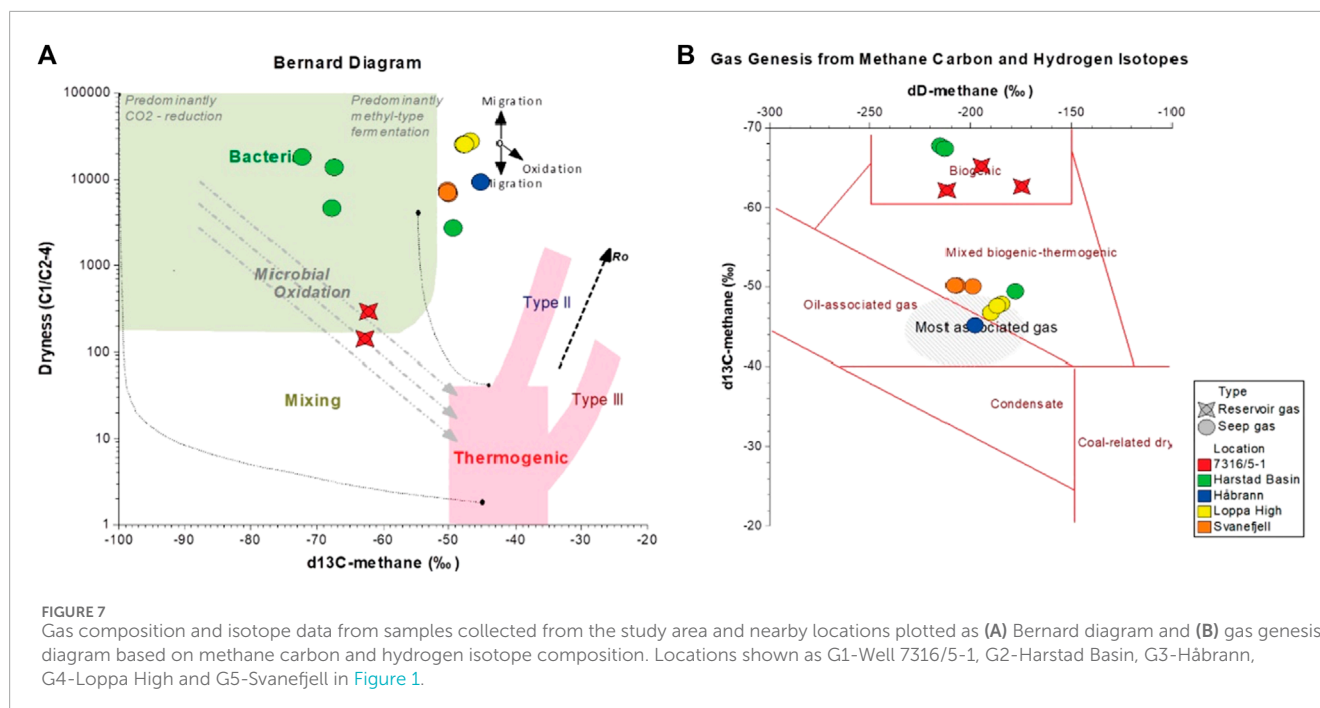 A
Bernard Diagram
100000
10000
1000
100
10
1
Dryness (C1/C2-4)
Predominantly
CO2 - reduction
Predominantly
methyl-type
fermentation
Bacteri
Microbial
Oxidation
Mixing
Thermogenic
Type II
Type III
Ro
Migration
Oxidation
Migration
-100 -90 -80 -70 -60 -50 -40 -30 -20
d13C-methane (‰)
B Gas Genesis from Methane Carbon and Hydrogen Isotopes
dD-methane (‰)
-300 -250 -200 -150 -100
-70
-60
-50
-40
-30
-20
d13C-methane (‰)
Biogenic
Mixed biogenic-thermogenic
Oil-associated gas
Most associated gas
Condensate
Coal-related dry
Type
Reservoir gas
Seep gas
Location
7316/5-1
Harstad Basin
Håbrann
Loppa High
Svanefjell
FIGURE 7
Gas composition and isotope data from samples collected from the study area and nearby locations plotted as (A) Bernard diagram and (B) gas genesis
diagram based on methane carbon and hydrogen isotope composition. Locations shown as G1-Well 7316/5-1, G2-Harstad Basin, G3-Håbrann,
G4-Loppa High and G5-Svanefjell in Figure 1.